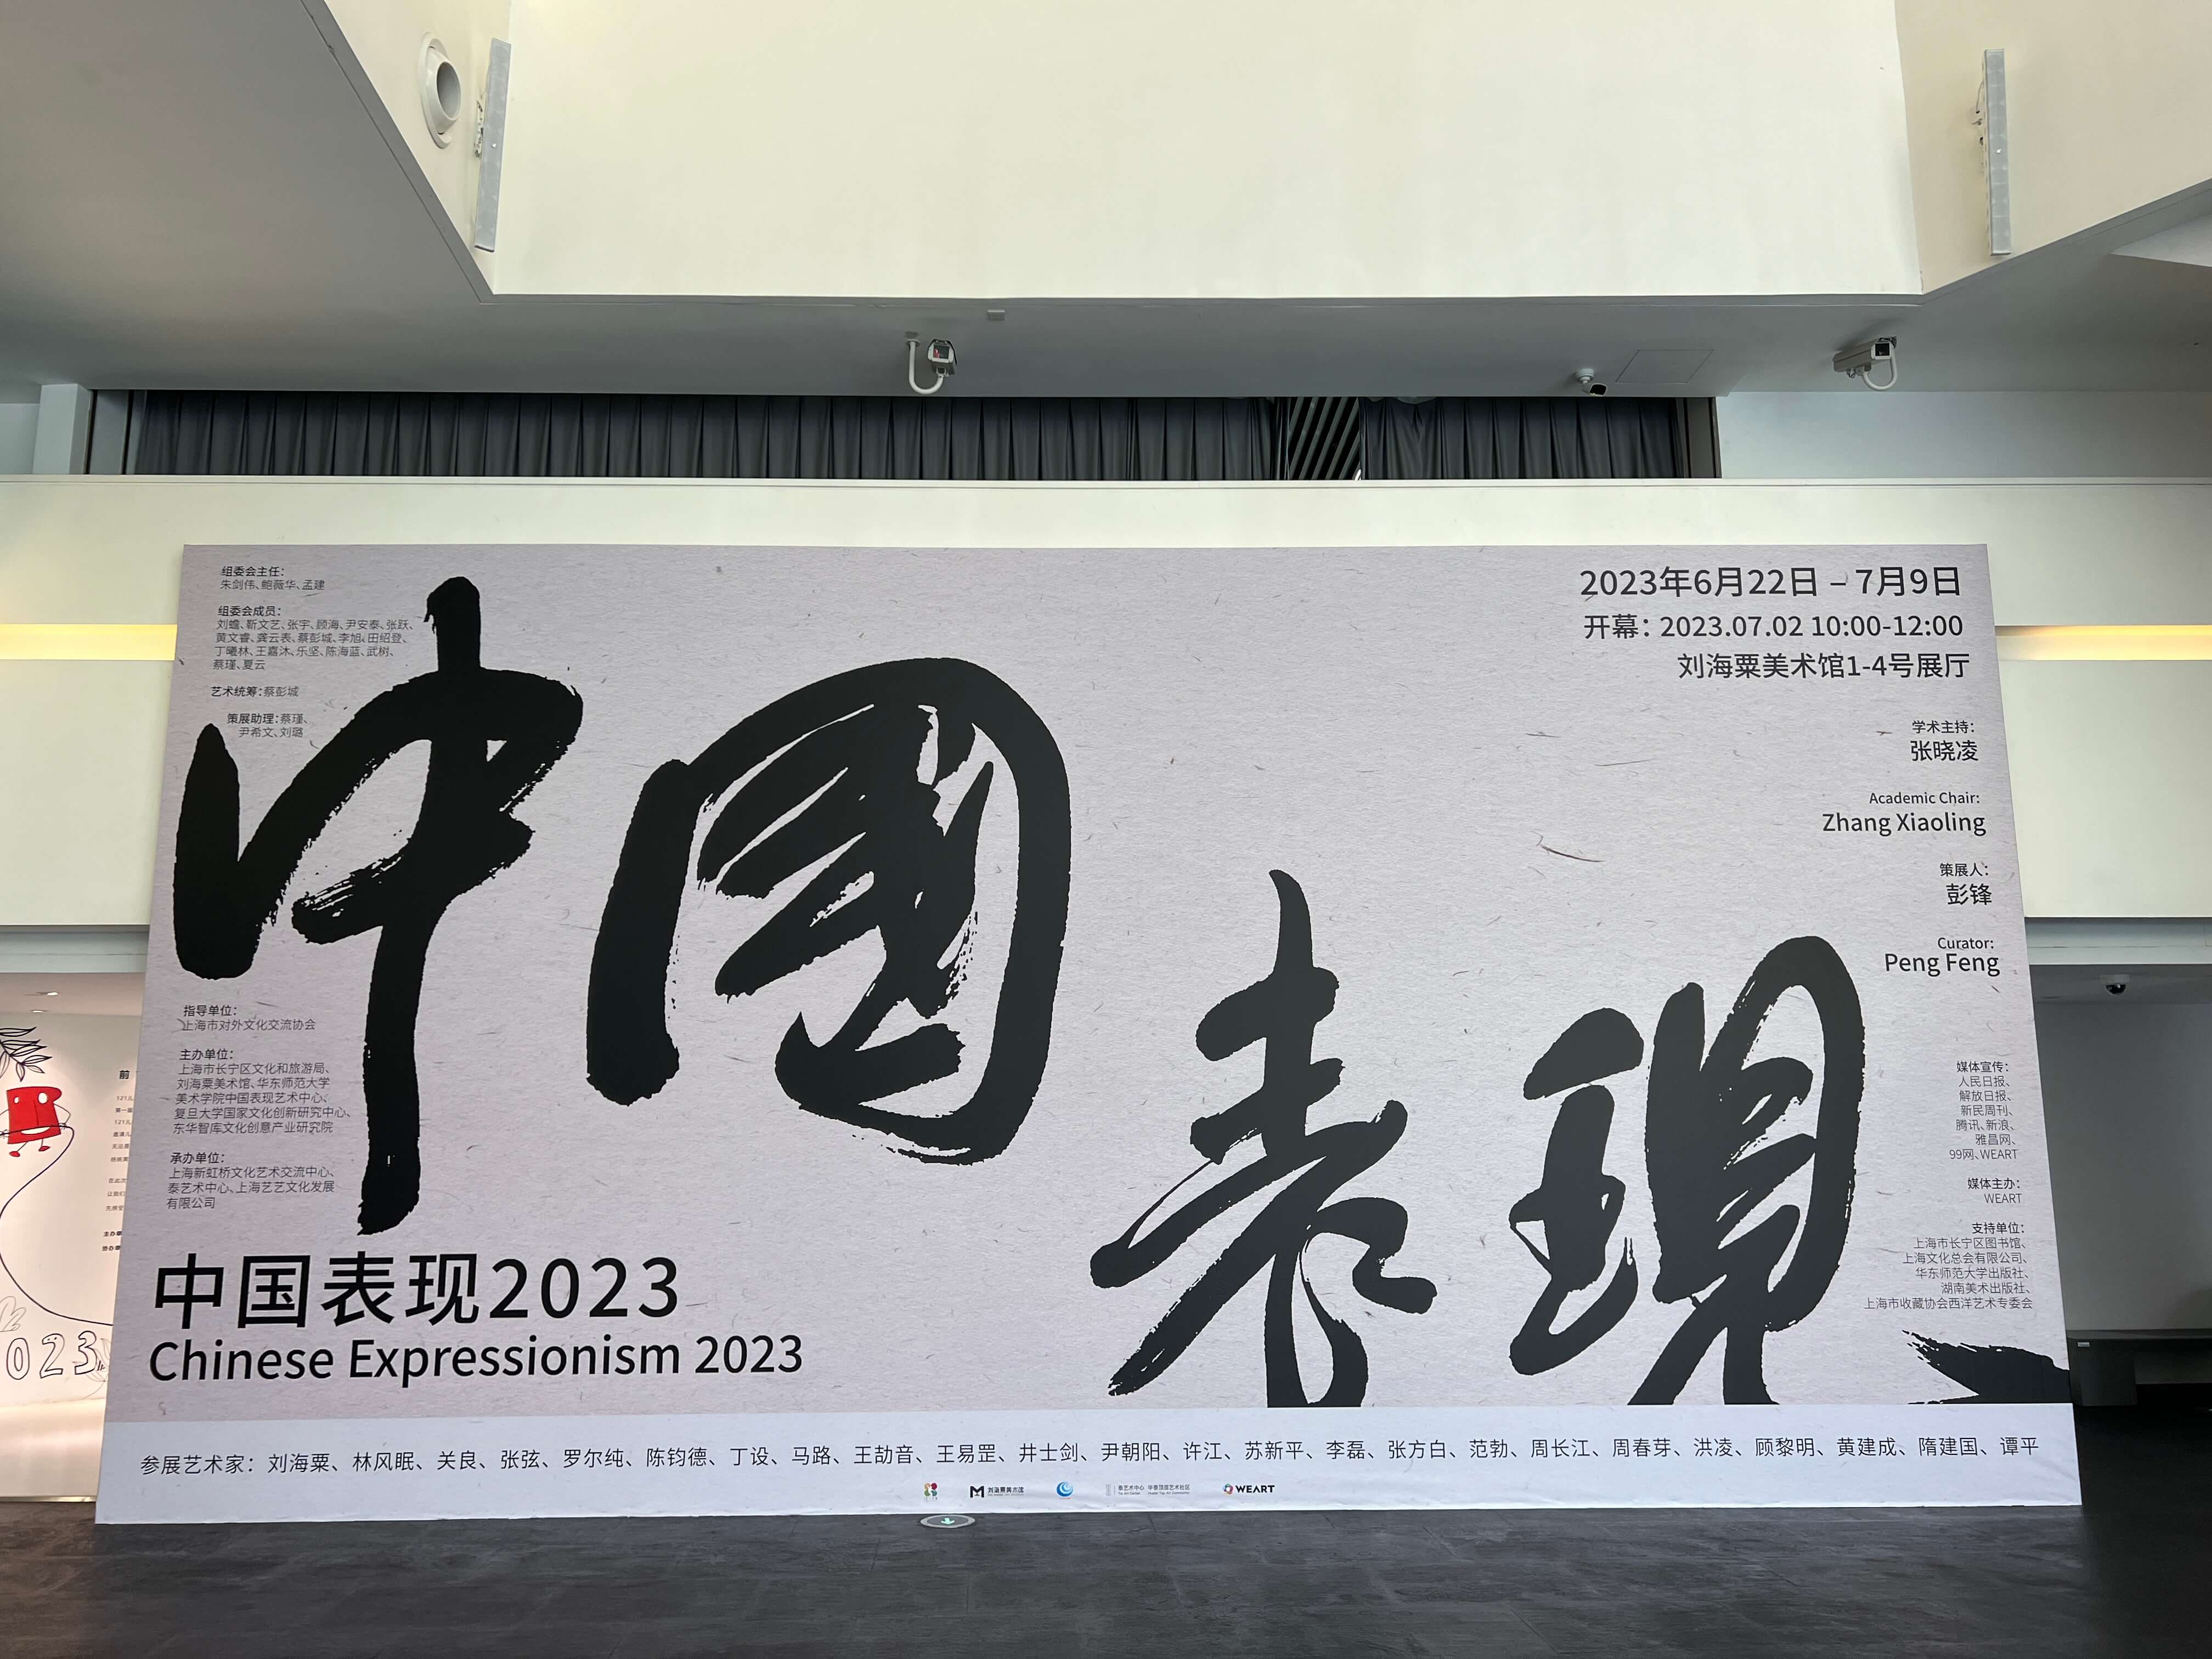 组委会主任：
朱剑伟、鲍薇华、孟建
组委会成员：
刘蟾、靳文艺、张宇、顾海、尹安泰、张跃、
黄文睿、龚云表、蔡彭城、李旭、田绍登、
丁曦林、王嘉沐、乐坚、陈海蓝、武树、
蔡瑾、夏云
艺术统筹：蔡彭城
策展助理：蔡瑾、
尹希文、刘璐
中國
表現
2023年6月22日 – 7月9日
开幕：2023.07.02 10:00-12:00
刘海粟美术馆1-4号展厅
学术主持：
张晓凌
Academic Chair:
Zhang Xiaoling
策展人：
彭锋
Curator:
Peng Feng
指导单位：
上海市对外文化交流协会
主办单位：
上海市长宁区文化和旅游局、
刘海粟美术馆、华东师范大学
美术学院中国表现艺术中心、
复旦大学国家文化创新研究中心、
东华智库文化创意产业研究院
承办单位：
上海新虹桥文化艺术交流中心、
泰艺术中心、上海艺艺文化发展
有限公司
媒体宣传：
人民日报、
解放日报、
新民周刊、
腾讯、新浪、
雅昌网、
99网、WEART
媒体主办：
WEART
支持单位：
上海市长宁区图书馆、
上海文化总会有限公司、
华东师范大学出版社、
湖南美术出版社、
上海市收藏协会西洋艺术专委会
中国表现2023
Chinese Expressionism 2023
参展艺术家：刘海粟、林风眠、关良、张弦、罗尔纯、陈钧德、丁设、马路、王劼音、王易罡、井士剑、尹朝阳、许江、苏新平、李磊、张方白、范勃、周长江、周春芽、洪凌、顾黎明、黄建成、隋建国、谭平
刘海粟美术馆
泰艺术中心
WEART
前
023